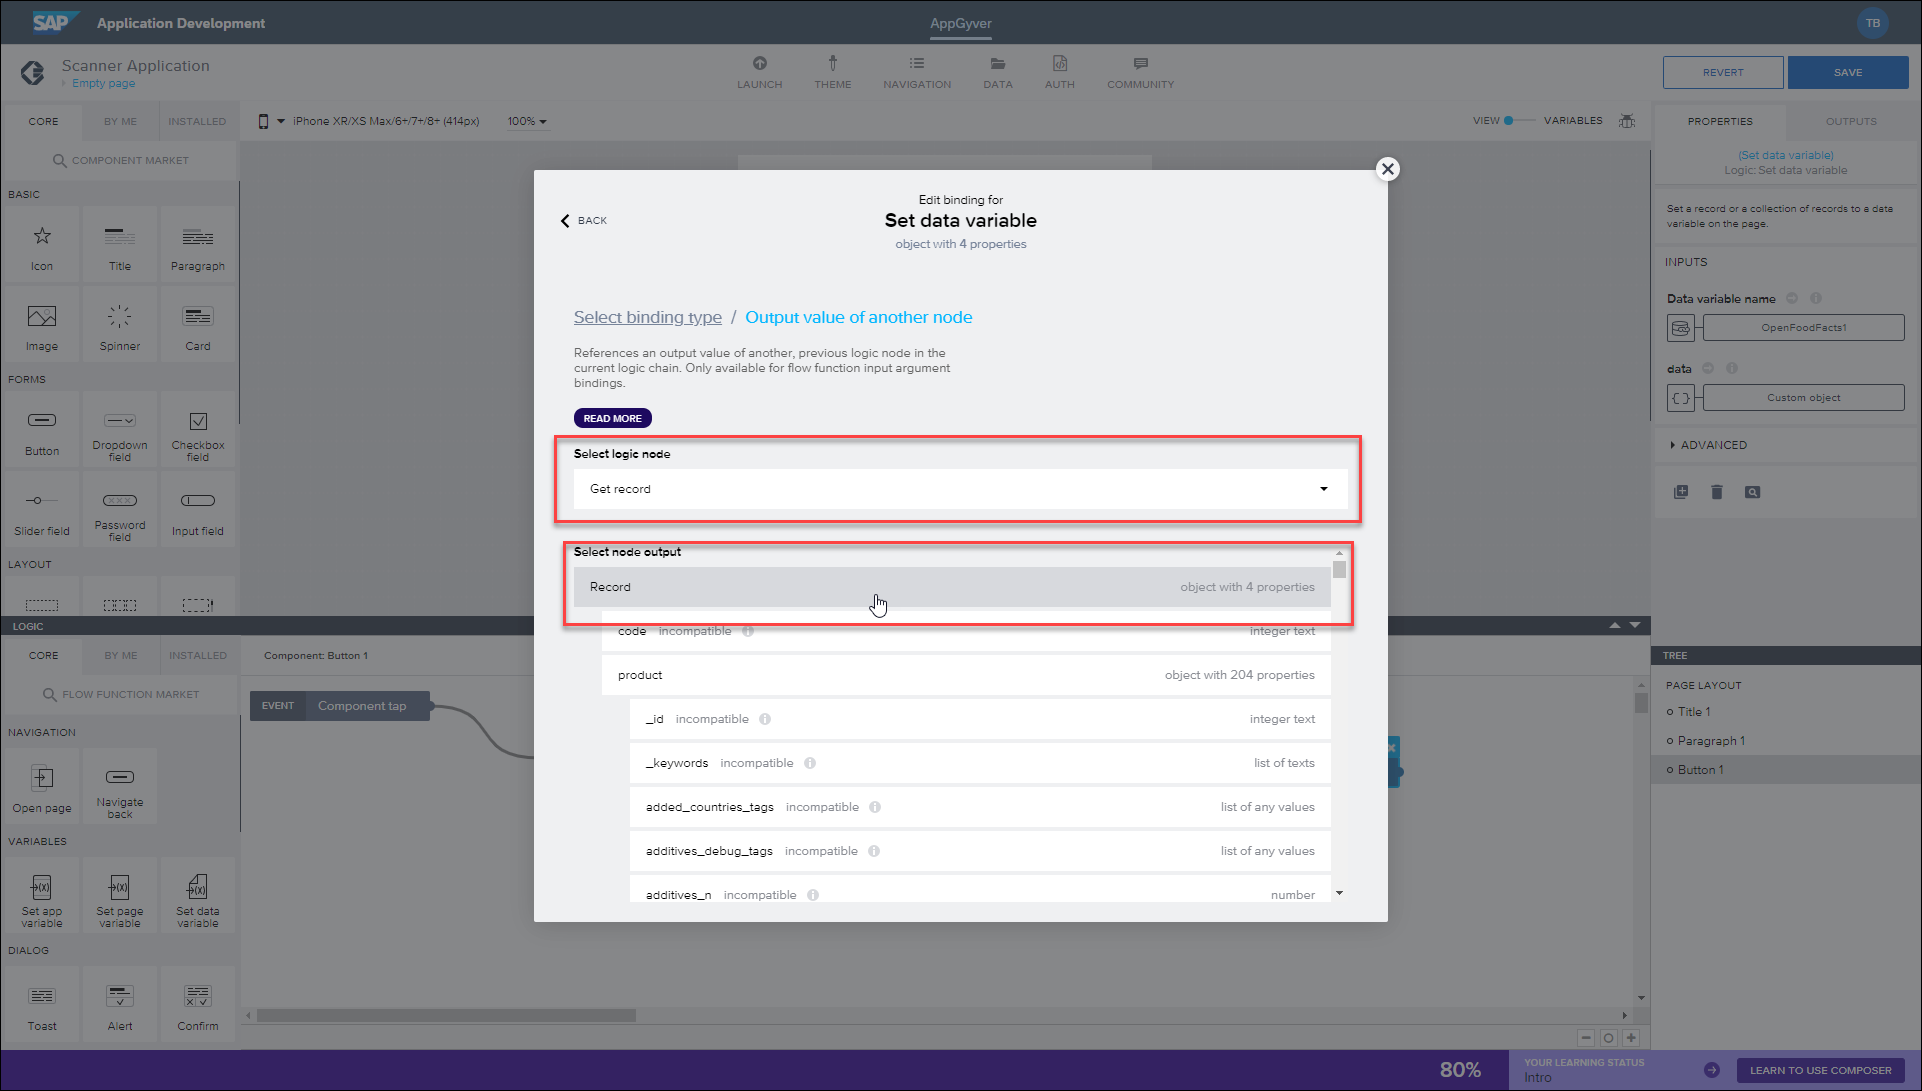 SAP
Application Development
AppGyver
TB
Scanner Application
Empty page
LAUNCH
THEME
NAVIGATION
DATA
AUTH
COMMUNITY
REVERT
SAVE
CORE
BY ME
INSTALLED
iPhone XR/XS Max/6+/7+/8+ (414px)
100%
VIEW
VARIABLES
PROPERTIES
OUTPUTS
COMPONENT MARKET
BASIC
Icon
Title
Paragraph
Image
Spinner
Card
FORMS
Button
Dropdown field
Checkbox field
Slider field
Password field
Input field
LAYOUT
(Set data variable)
Logic: Set data variable
Set a record or a collection of records to a data
variable on the page.
INPUTS
Data variable name
OpenFoodFacts1
data
Custom object
ADVANCED
BACK
Edit binding for
Set data variable
object with 4 properties
Select binding type / Output value of another node
References an output value of another, previous logic node in the
current logic chain. Only available for flow function input argument
bindings.
READ MORE
Select logic node
Get record
Select node output
Record object with 4 properties
code incompatible integer text
product object with 204 properties
_id incompatible integer text
_keywords incompatible list of texts
added_countries_tags incompatible list of any values
additives_debug_tags incompatible list of any values
additives_n incompatible number
LOGIC
CORE
BY ME
INSTALLED
Component: Button 1
FLOW FUNCTION MARKET
EVENT
Component tap
NAVIGATION
Open page
Navigate back
VARIABLES
Set app variable
Set page variable
Set data variable
DIALOG
Toast
Alert
Confirm
TREE
PAGE LAYOUT
Title 1
Paragraph 1
Button 1
80%
YOUR LEARNING STATUS
Intro
LEARN TO USE COMPOSER